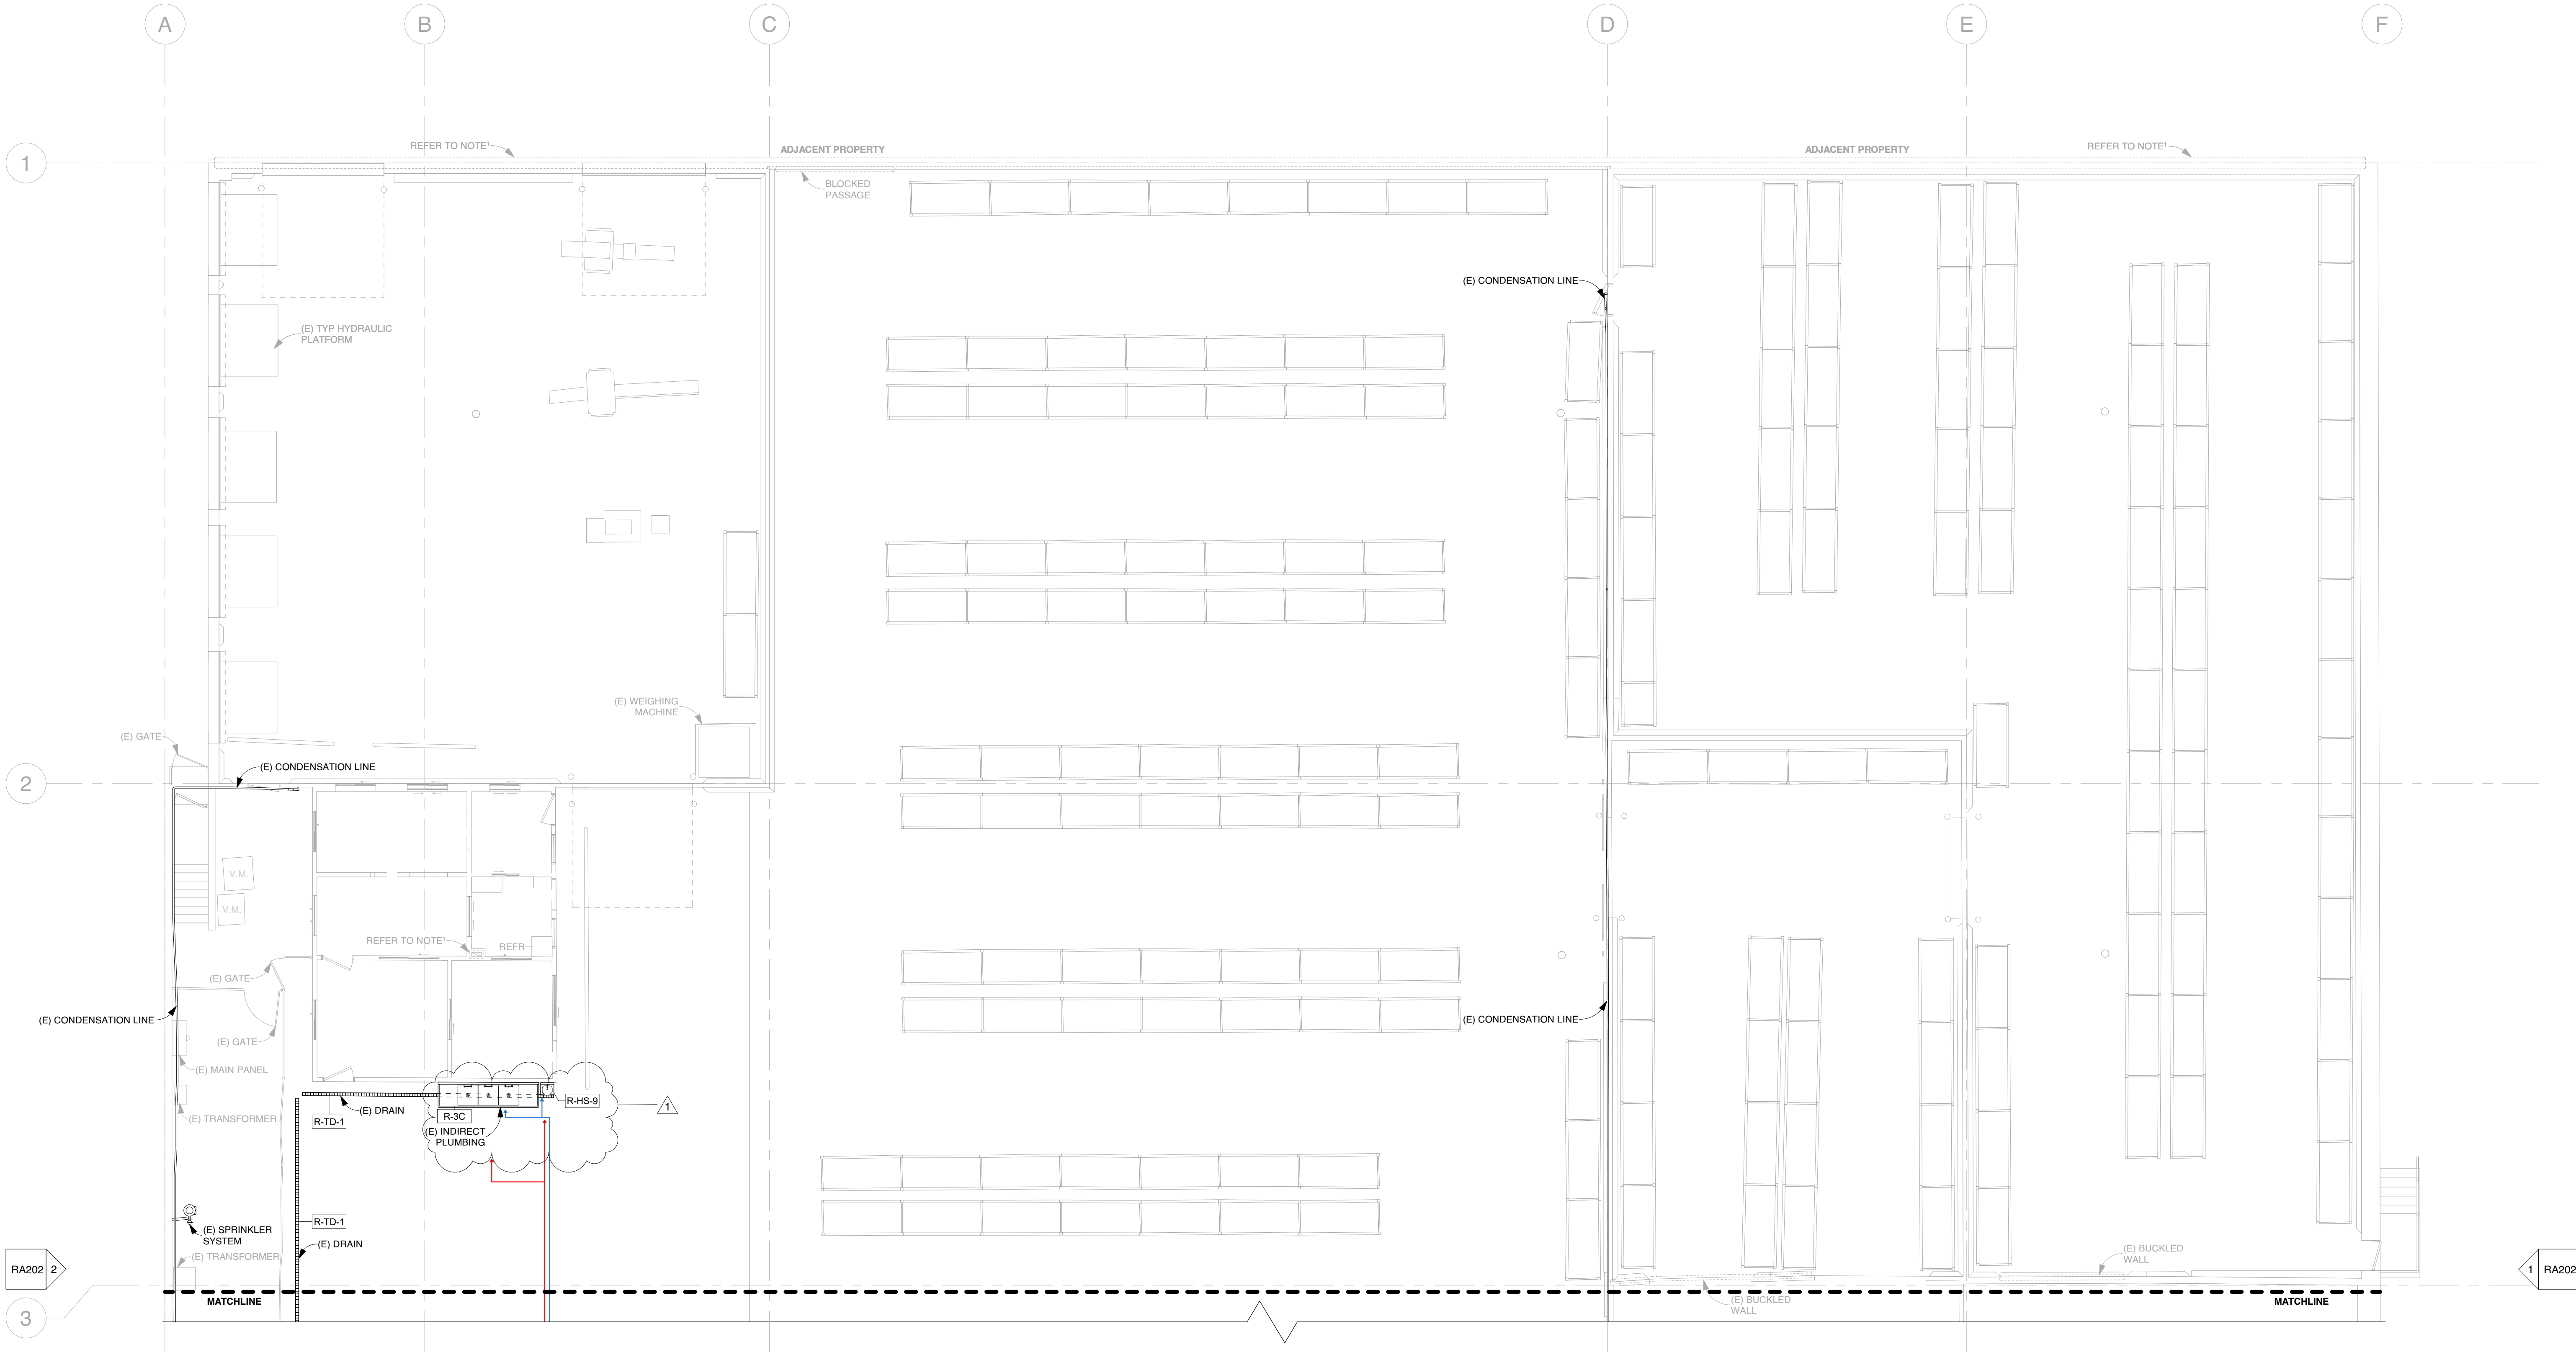 A
B
C
D
E
F
1
REFER TO NOTE¹
ADJACENT PROPERTY
ADJACENT PROPERTY
REFER TO NOTE¹
BLOCKED
PASSAGE
(E) CONDENSATION LINE
(E) TYP HYDRAULIC
PLATFORM
(E) WEIGHING
MACHINE
(E) GATE
(E) CONDENSATION LINE
2
V.M.
V.M.
REFER TO NOTE¹
REFR
(E) GATE
(E) CONDENSATION LINE
(E) CONDENSATION LINE
(E) GATE
(E) MAIN PANEL
R-HS-9
1
(E) DRAIN
R-3C
(E) TRANSFORMER
R-TD-1
(E) INDIRECT
PLUMBING
R-TD-1
(E) SPRINKLER
SYSTEM
(E) DRAIN
(E) TRANSFORMER
(E) BUCKLED
WALL
RA202 2
1 RA202
MATCHLINE
(E) BUCKLED
WALL
MATCHLINE
3